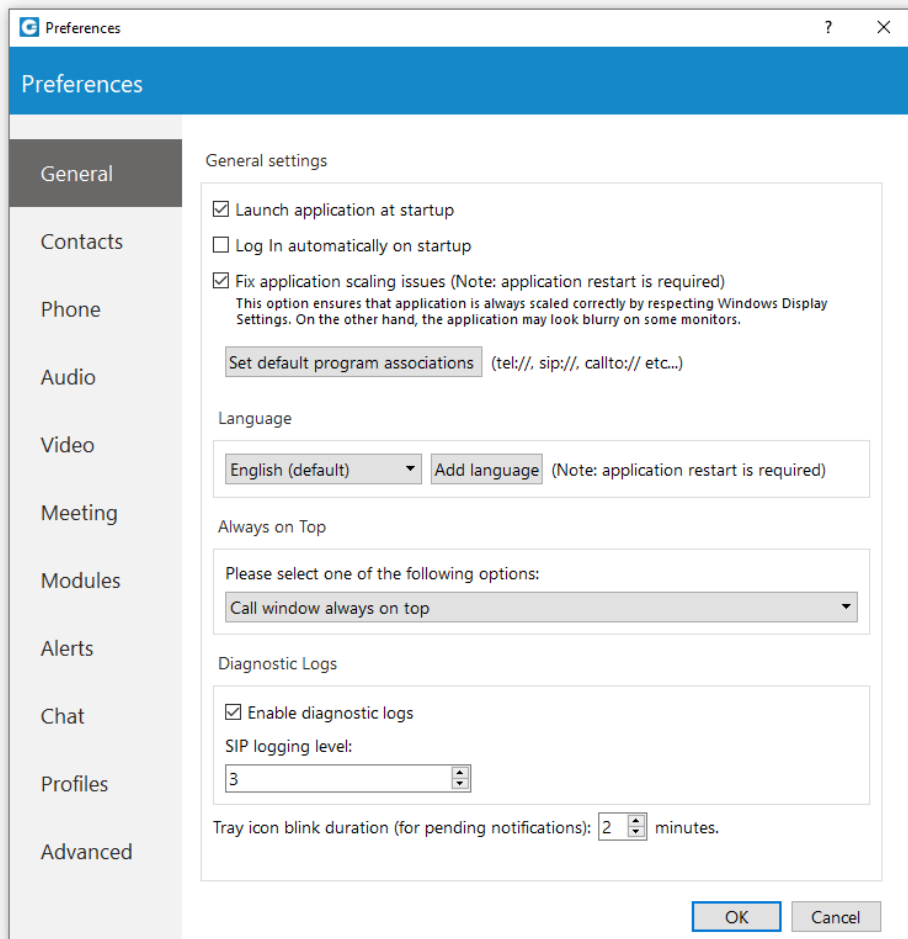 Preferences
?
Preferences
General
Contacts
Phone
Audio
Video
Meeting
Modules
Alerts
Chat
Profiles
Advanced
General settings
Launch application at startup
Log In automatically on startup
Fix application scaling issues (Note: application restart is required)
This option ensures that application is always scaled correctly by respecting Windows Display
Settings. On the other hand, the application may look blurry on some monitors.
Set default program associations (tel://, sip://, callto:// etc...)
Language
English (default) Add language (Note: application restart is required)
Always on Top
Please select one of the following options:
Call window always on top
Diagnostic Logs
Enable diagnostic logs
SIP logging level:
3
Tray icon blink duration (for pending notifications): 2 minutes.
OK Cancel